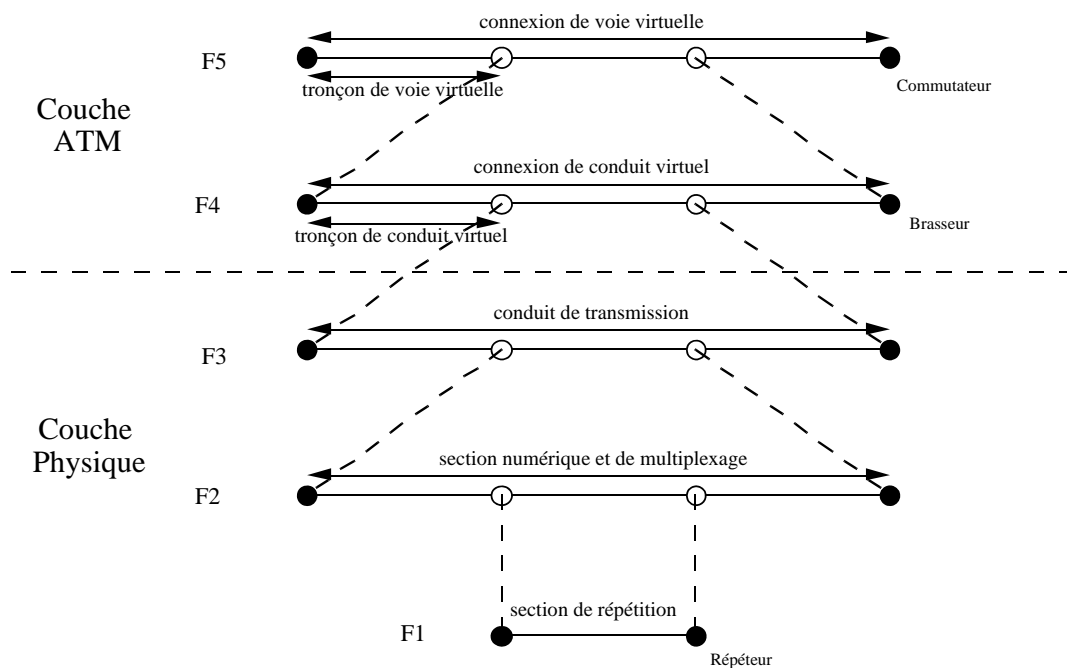 connexion de voie virtuelle
F5
tronçon de voie virtuelle
Commutateur
Couche
ATM
connexion de conduit virtuel
F4
tronçon de conduit virtuel
Brasseur
conduit de transmission
F3
Couche
Physique
section numérique et de multiplexage
F2
section de répétition
F1
Répéteur